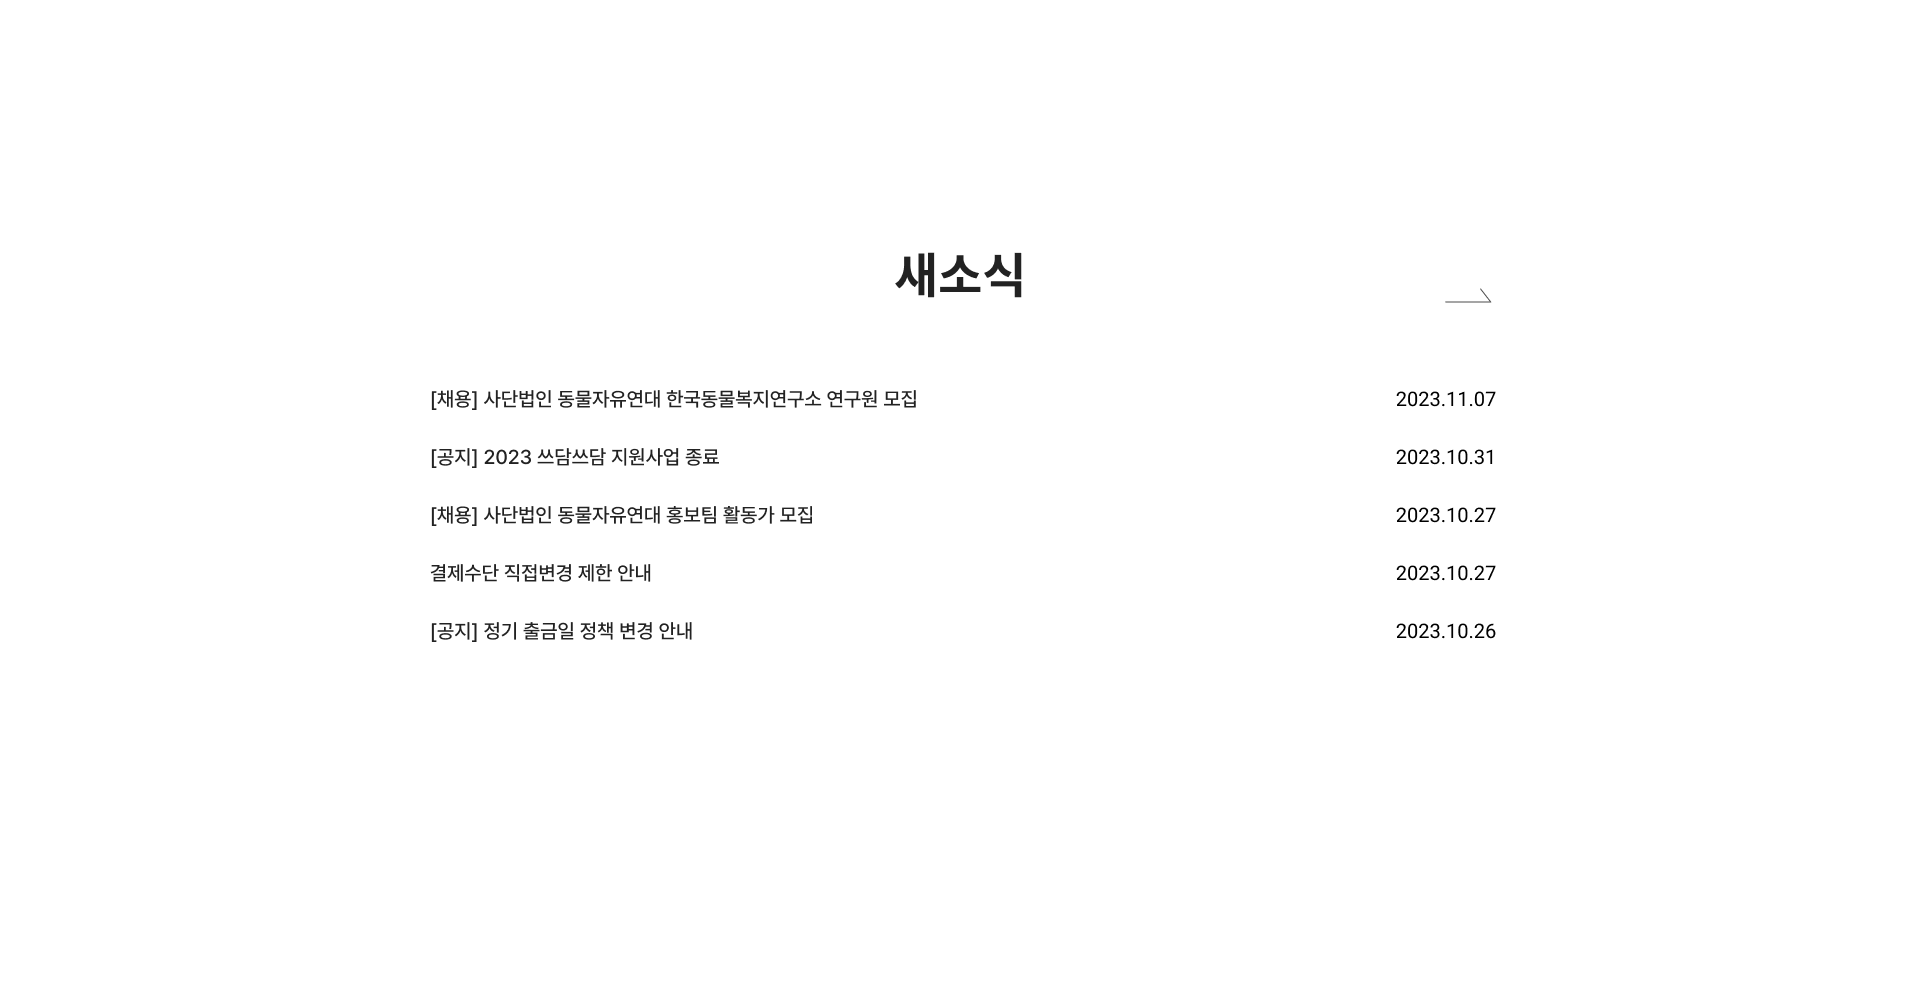 새소식
[채용] 사단법인 동물자유연대 한국동물복지연구소 연구원 모집 2023.11.07
[공지] 2023 쓰담쓰담 지원사업 종료 2023.10.31
[채용] 사단법인 동물자유연대 홍보팀 활동가 모집 2023.10.27
결제수단 직접변경 제한 안내 2023.10.27
[공지] 정기 출금일 정책 변경 안내 2023.10.26